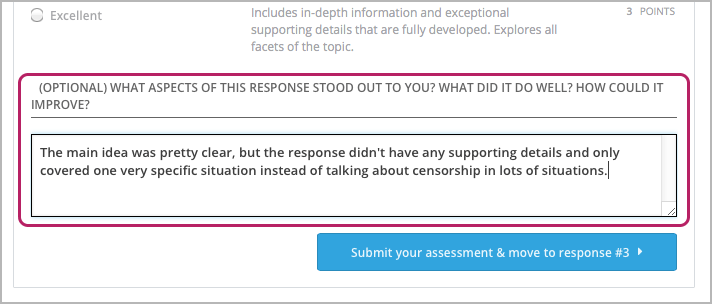 Excellent
Includes in-depth information and exceptional
supporting details that are fully developed. Explores all
facets of the topic.
3 POINTS
(OPTIONAL) WHAT ASPECTS OF THIS RESPONSE STOOD OUT TO YOU? WHAT DID IT DO WELL? HOW COULD IT
IMPROVE?
The main idea was pretty clear, but the response didn't have any supporting details and only
covered one very specific situation instead of talking about censorship in lots of situations.
Submit your assessment & move to response #3